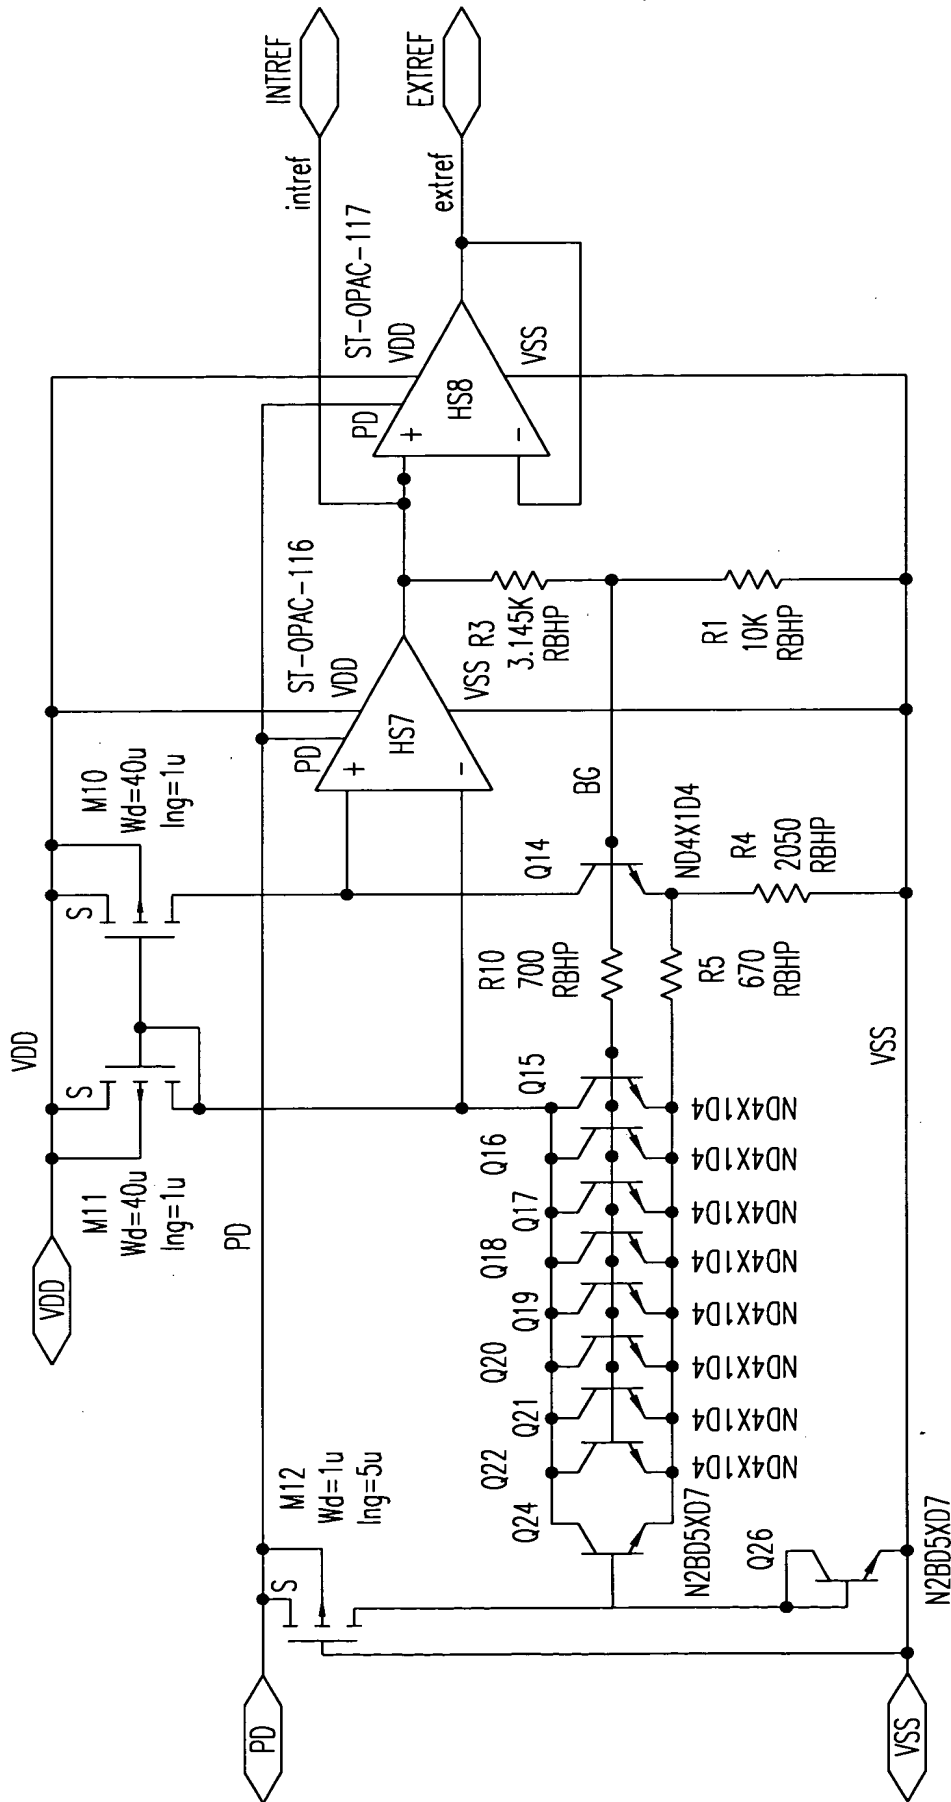 INTREF
intref
EXTREF
extref
ST-OPAC-117
VDD
PD
+
HS8
-
VSS
ST-OPAC-116
VDD
PD
+
HS7
-
VSS
R3
3.145K
RBHP
R1
10K
RBHP
M10
Wd=40u
lng=1u
S
VDD
S
M11
Wd=40u
lng=1u
VDD
PD
BG
Q14
ND4X1D4
R4
2050
RBHP
R10
700
RBHP
R5
670
RBHP
VSS
Q15
Q16
Q17
Q18
Q19
Q20
Q21
Q22
Q24
ND4X1D4
ND4X1D4
ND4X1D4
ND4X1D4
ND4X1D4
ND4X1D4
ND4X1D4
ND4X1D4
N2BD5XD7
M12
Wd=1u
lng=5u
S
Q26
N2BD5XD7
PD
VSS